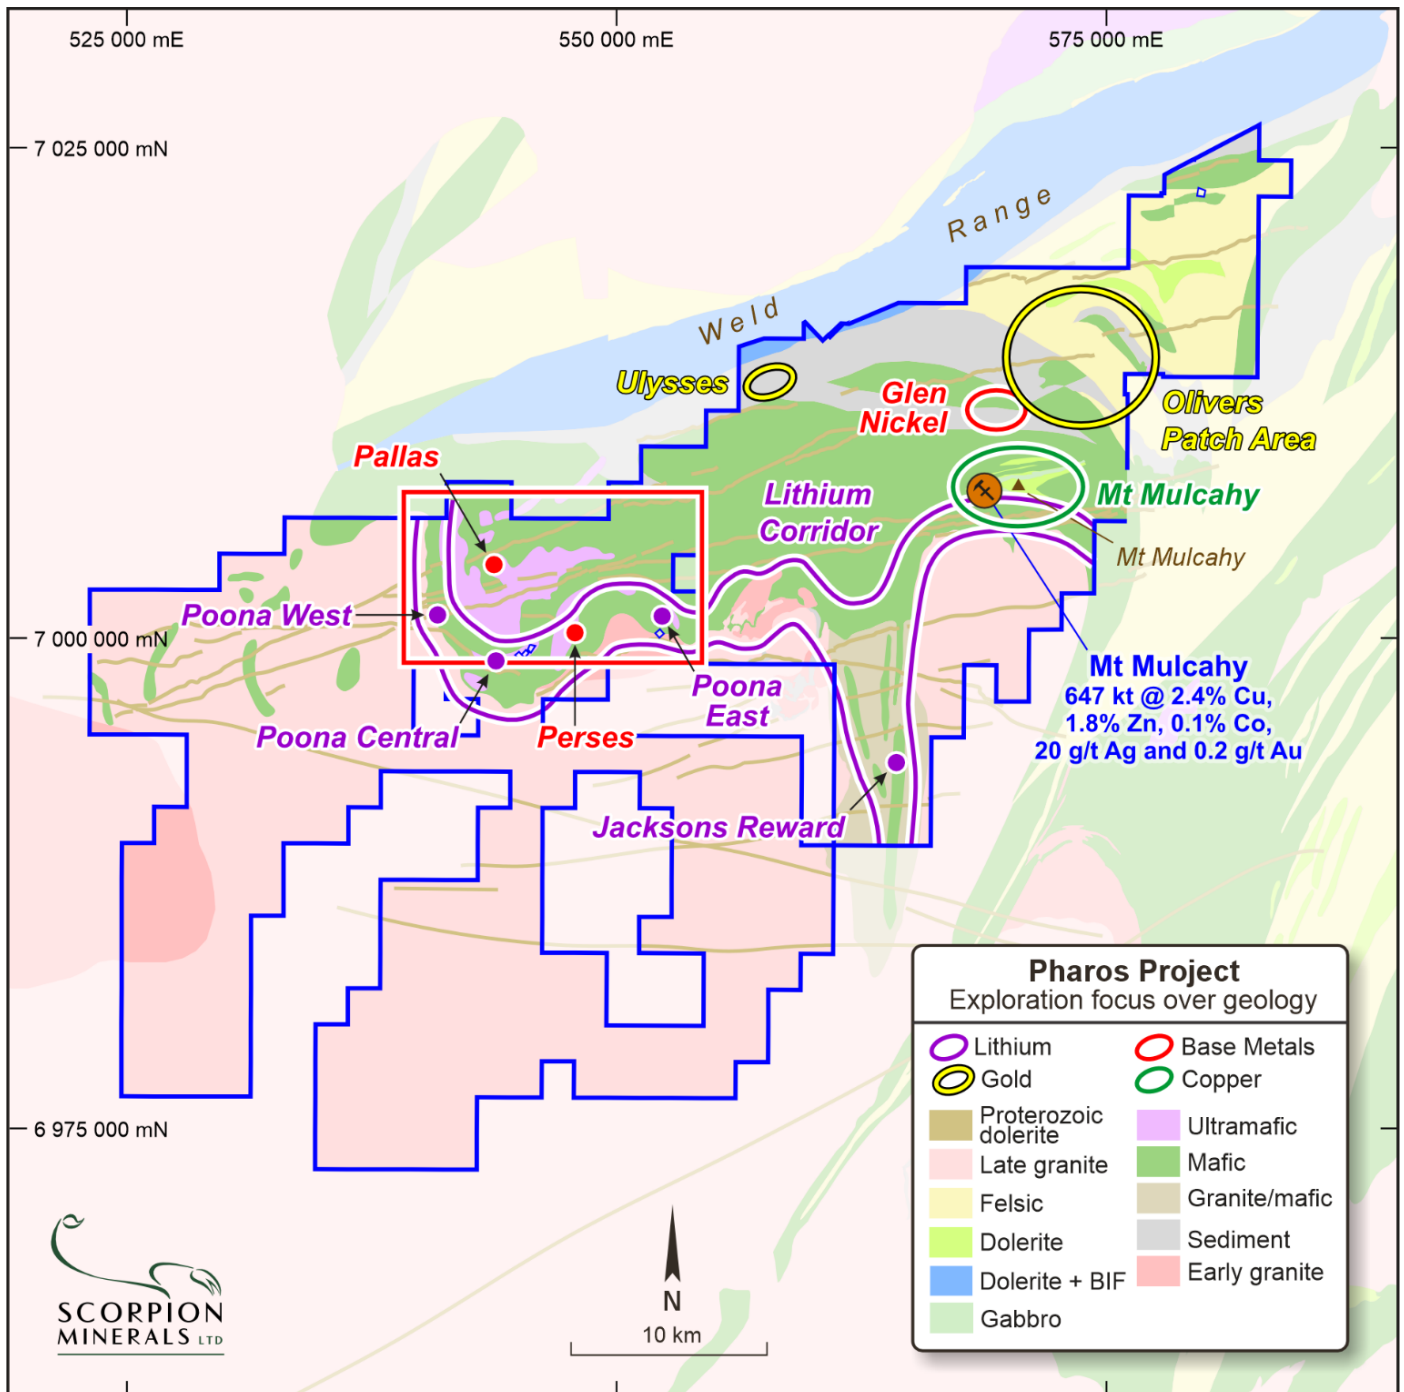 525 000 mE
550 000 mE
575 000 mE
7 025 000 mN
Range
Weld
Ulysses
Glen
Nickel
Olivers
Patch Area
Pallas
Lithium
Corridor
Mt Mulcahy
Mt Mulcahy
Poona West
7 000 000 mN
Mt Mulcahy
647 kt @ 2.4% Cu,
1.8% Zn, 0.1% Co,
20 g/t Ag and 0.2 g/t Au
Poona
East
Poona Central
Perses
Jacksons Reward
Pharos Project
Exploration focus over geology
Lithium
Base Metals
Gold
Copper
Proterozoic
dolerite
Ultramafic
Late granite
Mafic
Felsic
Granite/mafic
Dolerite
Sediment
Dolerite + BIF
Early granite
Gabbro
6 975 000 mN
SCORPION
MINERALS LTD
N
10 km